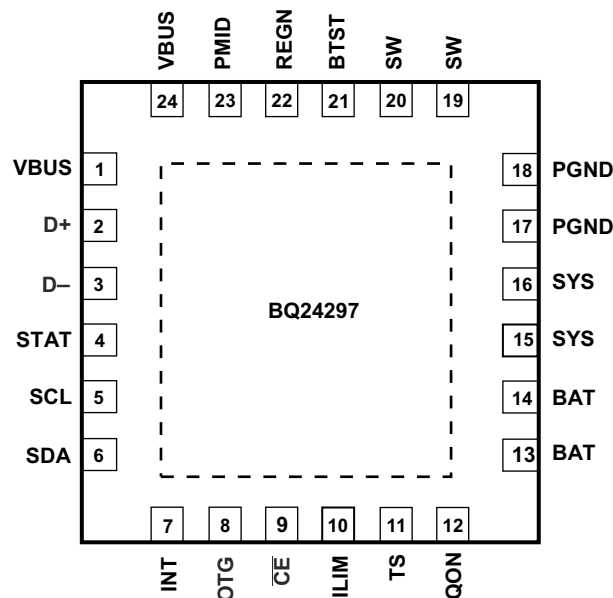 VBUS
PMID
REGN
BTST
SW
SW
24
23
22
21
20
19
VBUS 1
D+ 2
D– 3
STAT 4
SCL 5
SDA 6
BQ24297
18 PGND
17 PGND
16 SYS
15 SYS
14 BAT
13 BAT
7
8
9
10
11
12
INT
OTG
C̅E̅
ILIM
TS
QON